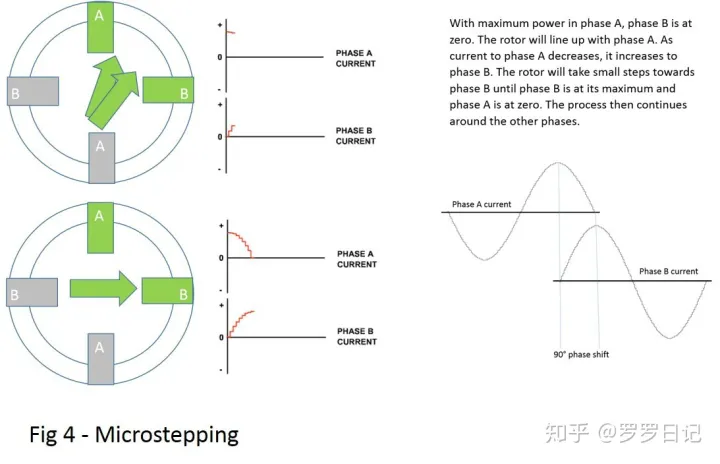 A
B
B
A
+
0
-
PHASE A
CURRENT
+
0
-
PHASE B
CURRENT
With maximum power in phase A, phase B is at
zero. The rotor will line up with phase A. As
current to phase A decreases, it increases to
phase B. The rotor will take small steps towards
phase B until phase B is at its maximum and
phase A is at zero. The process then continues
around the other phases.
A
B
B
A
+
0
-
PHASE A
CURRENT
+
0
-
PHASE B
CURRENT
Phase A current
Phase B current
90° phase shift
Fig 4 - Microstepping
知乎 @罗罗日记